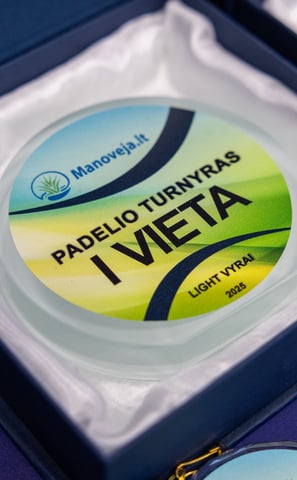 Manoveja.lt
PADELIO TURNYRAS
I VIETA
LIGHT VYRAI
2025